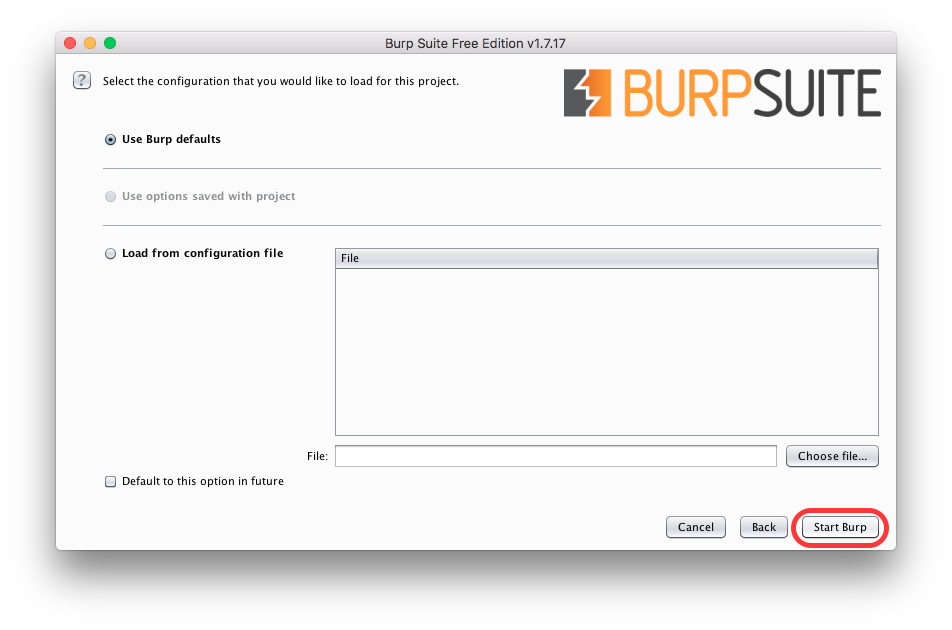 Burp Suite Free Edition v1.7.17
?
Select the configuration that you would like to load for this project.
BURPSUITE
Use Burp defaults
Use options saved with project
Load from configuration file
File
File:
Choose file...
Default to this option in future
Cancel
Back
Start Burp